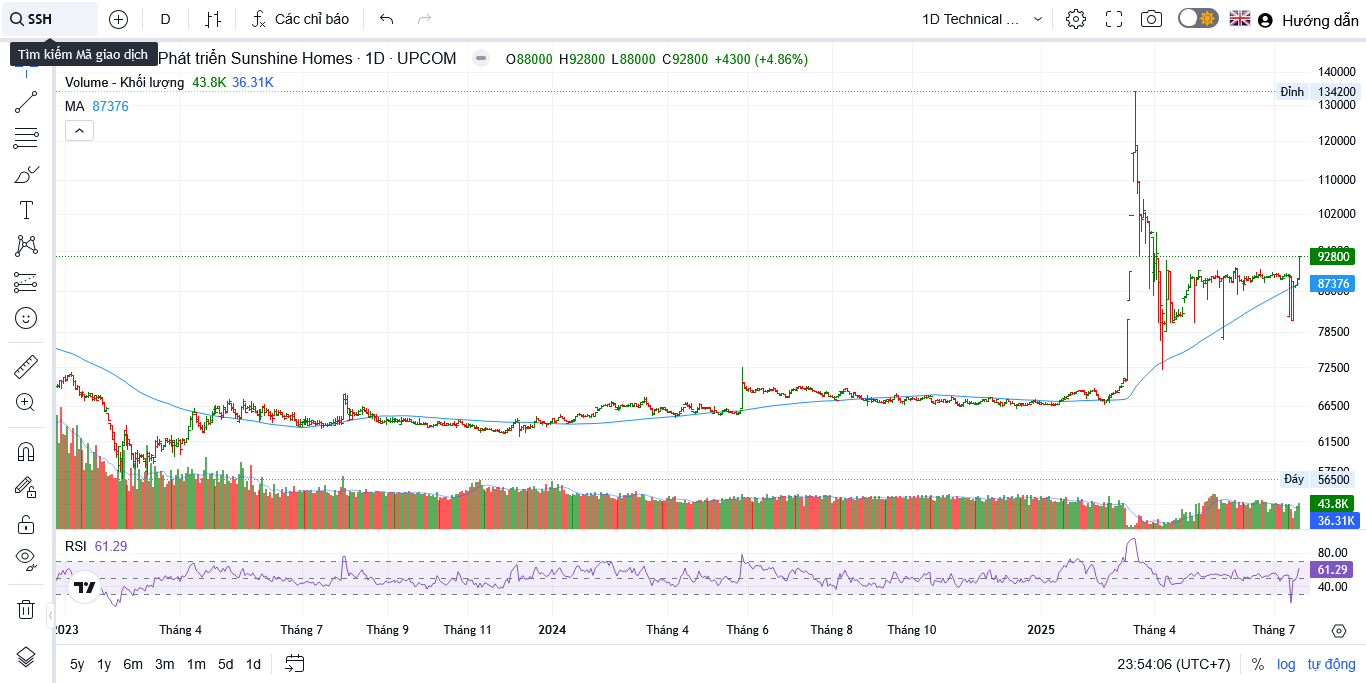 SSH D Các chỉ báo 1D Technical ... Hướng dẫn
Tìm kiếm Mã giao dịch
Phát triển Sunshine Homes · 1D · UPCOM O88000 H92800 L88000 C92800 +4300 (+4.86%)
Volume - Khối lượng 43.8K 36.31K
MA 87376
140000
Đỉnh 134200
130000
120000
110000
102000
92800
87376
78500
72500
66500
61500
Đáy 56500
43.8K
36.31K
RSI 61.29
80.00
61.29
40.00
2023 Tháng 4 Tháng 7 Tháng 9 Tháng 11 2024 Tháng 4 Tháng 6 Tháng 8 Tháng 10 2025 Tháng 4 Tháng 7
5y 1y 6m 3m 1m 5d 1d 23:54:06 (UTC+7) % log tự động